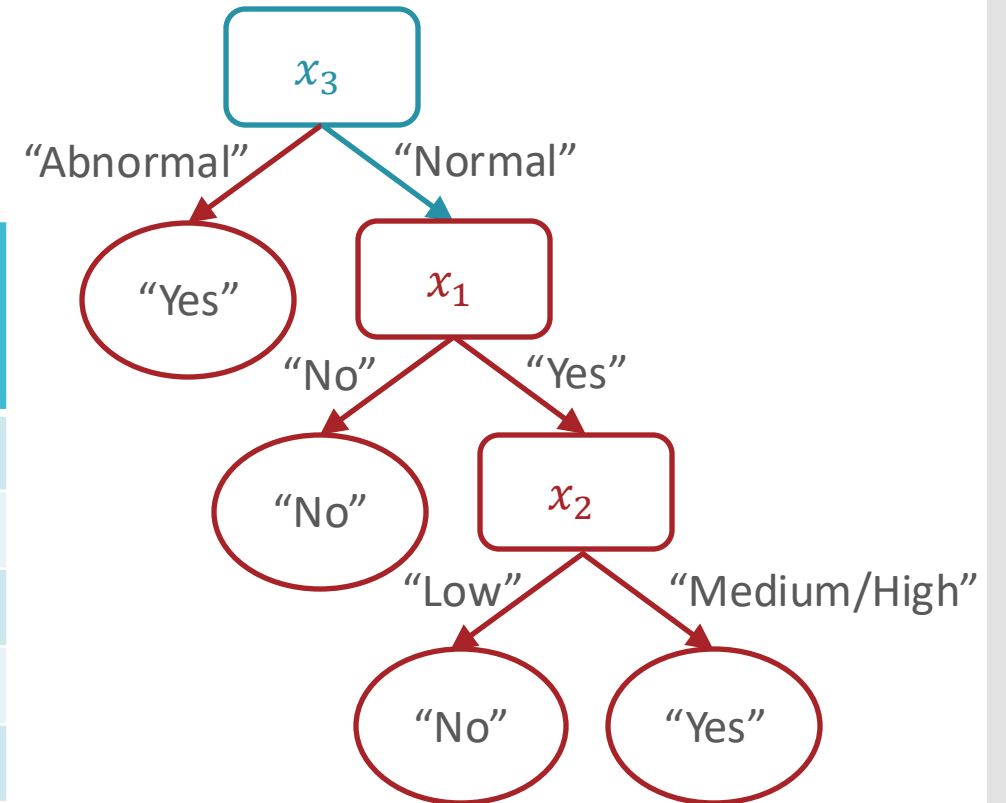 x₃
“Abnormal” “Normal”
“Yes” x₁
“No” “Yes”
“No” x₂
“Low” “Medium/High”
“No” “Yes”